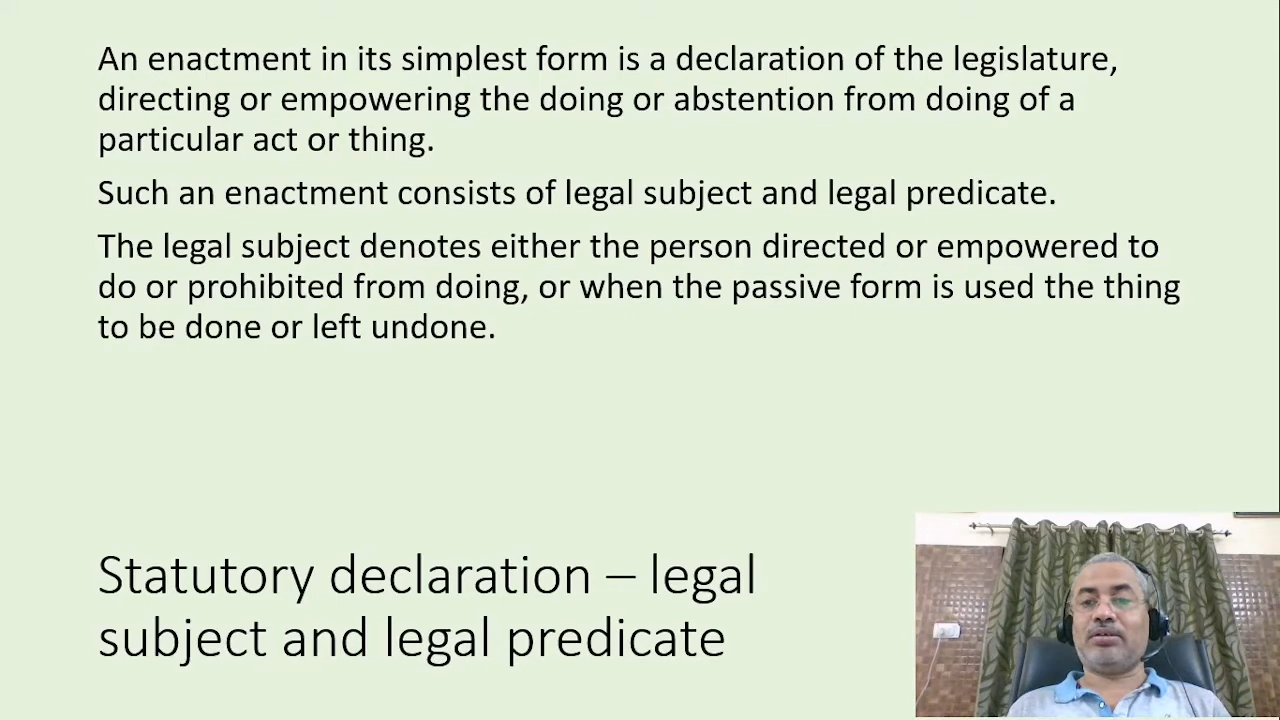 An enactment in its simplest form is a declaration of the legislature,
directing or empowering the doing or abstention from doing of a
particular act or thing.
Such an enactment consists of legal subject and legal predicate.
The legal subject denotes either the person directed or empowered to
do or prohibited from doing, or when the passive form is used the thing
to be done or left undone.
Statutory declaration – legal
subject and legal predicate